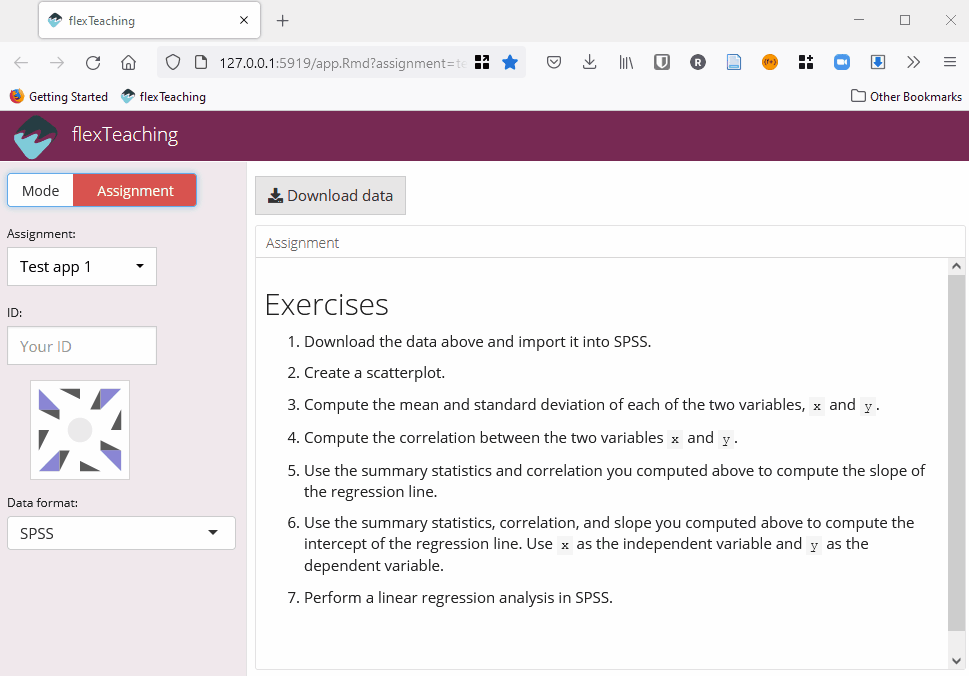 flexTeaching
127.0.0.1:5919/app.Rmd?assignment=te
Getting Started flexTeaching Other Bookmarks
flexTeaching
Mode Assignment
Download data
Assignment:
Assignment
Test app 1
Exercises
ID:
Your ID
1. Download the data above and import it into SPSS.
2. Create a scatterplot.
3. Compute the mean and standard deviation of each of the two variables, x and y.
4. Compute the correlation between the two variables x and y.
5. Use the summary statistics and correlation you computed above to compute the slope of
the regression line.
6. Use the summary statistics, correlation, and slope you computed above to compute the
intercept of the regression line. Use x as the independent variable and y as the
dependent variable.
7. Perform a linear regression analysis in SPSS.
Data format:
SPSS